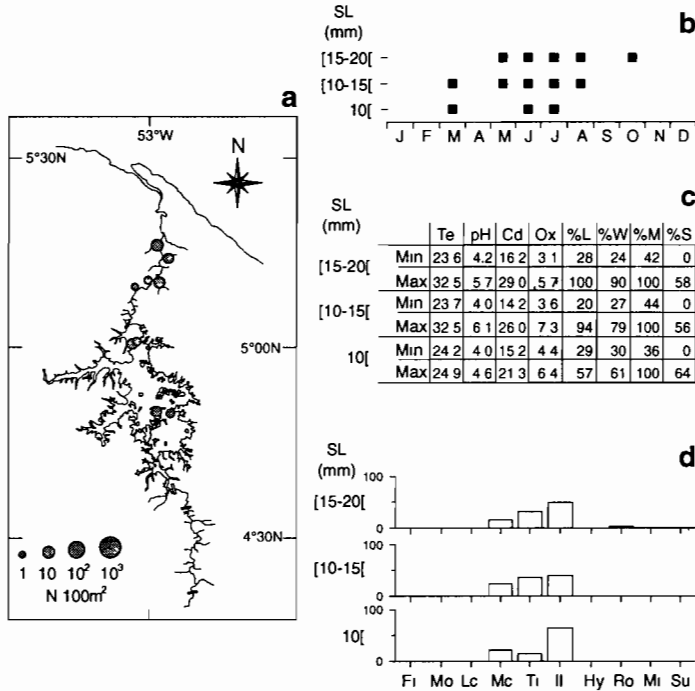 a
53°W
5°30N
N
5°00N
4°30N
1 10 10² 10³
N 100m²
b
SL
(mm)
[15-20[
[10-15[
10[
J F M A M J J A S O N D
c
SL
(mm)
Te pH Cd Ox %L %W %M %S
[15-20[ Min 23 6 4.2 16 2 3 1 28 24 42 0
Max 32 5 5 7 29 0 5 7 100 90 100 58
[10-15[ Min 23 7 4 0 14 2 3 6 20 27 44 0
Max 32 5 6 1 26 0 7 3 94 79 100 56
10[ Min 24 2 4 0 15 2 4 4 29 30 36 0
Max 24 9 4 6 21 3 6 4 57 61 100 64
d
SL
(mm)
100
[15-20[
0
100
[10-15[
0
100
10[
0
Fi Mo Lc Mc Ti Il Hy Ro Mi Su